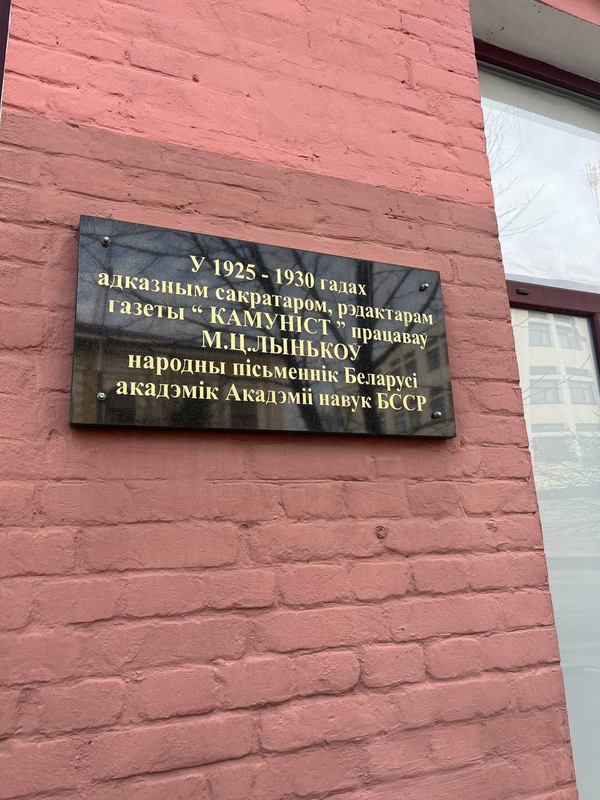 У 1925 - 1930 гадах
адказным сакратаром, рэдактарам
газеты “ КАМУНІСТ ” працаваў
М.Ц.ЛЫНЬКОЎ
народны пісьменнік Беларусі
акадэмік Акадэміі навук БССР